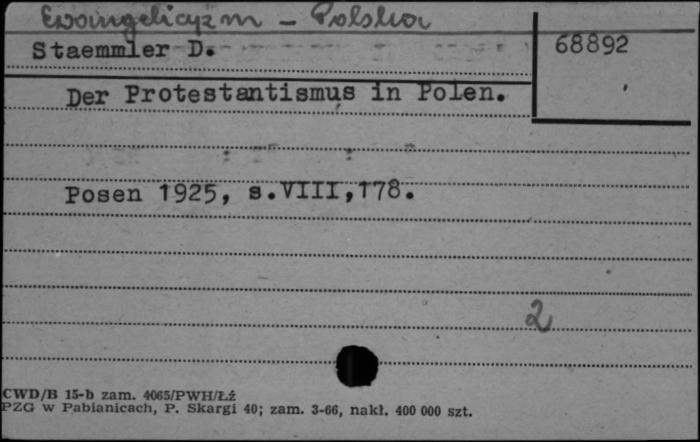 Ewangelicyzm – Polska
Staemmler D.
68892
Der Protestantismus in Polen.
Posen 1925, s.VIII,178.
2
CWD/B 15-b zam. 4065/PWH/Łź
PZG w Pabianicach, P. Skargi 40; zam. 3-66, nakł. 400 000 szt.